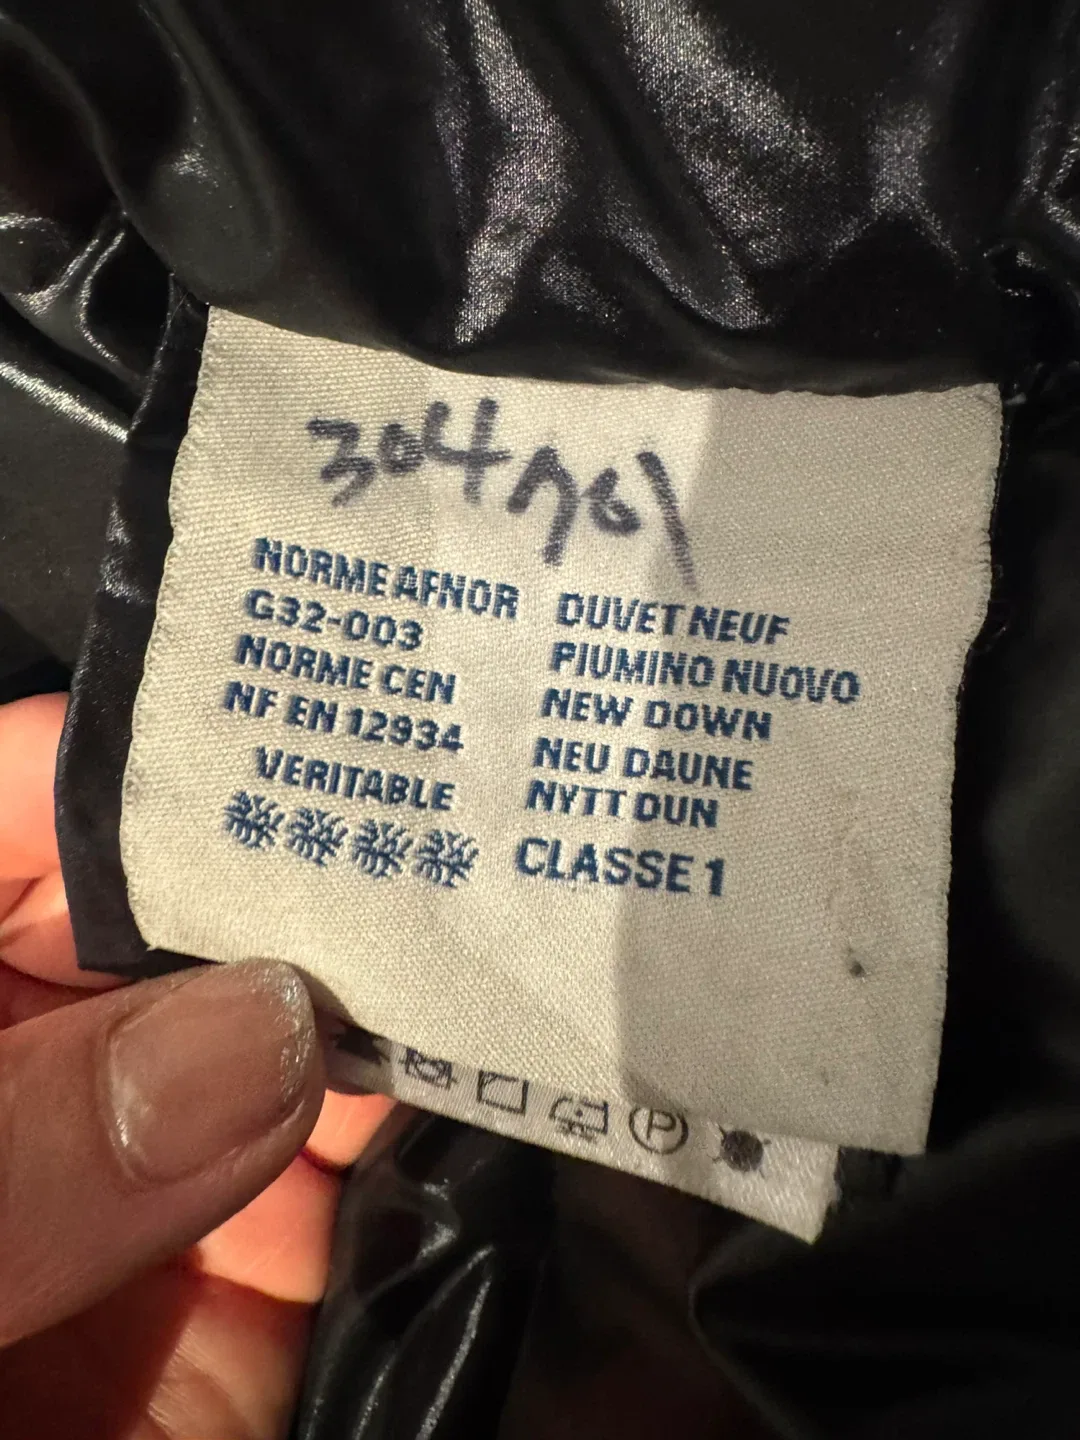 NORME AFNOR
G32-003
NORME CEN
NF EN 12934
VERITABLE
DUVET NEUF
PIUMINO NUOVO
NEW DOWN
NEU DAUNE
NYTT DUN
CLASSE 1
P